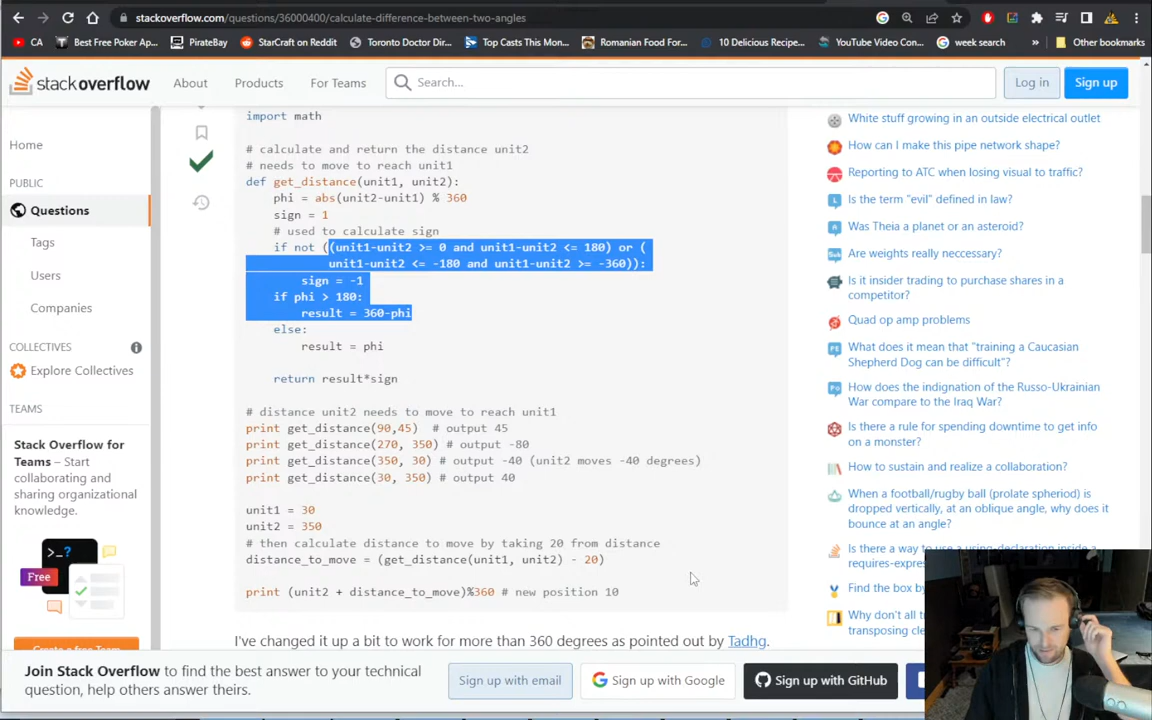 stackoverflow.com/questions/36000400/calculate-difference-between-two-angles
CA
Best Free Poker Ap...
PirateBay
StarCraft on Reddit
Toronto Doctor Dir...
Top Casts This Mon...
Romanian Food For...
10 Delicious Recipe...
YouTube Video Con...
week search
»
Other bookmarks
stackoverflow
About
Products
For Teams
Search...
Log in
Sign up
Home
PUBLIC
Questions
Tags
Users
Companies
COLLECTIVES
Explore Collectives
TEAMS
Stack Overflow for
Teams – Start
collaborating and
sharing organizational
knowledge.
>_?
Free
import math
# calculate and return the distance unit2
# needs to move to reach unit1
def get_distance(unit1, unit2):
phi = abs(unit2-unit1) % 360
sign = 1
# used to calculate sign
if not ((unit1-unit2 >= 0 and unit1-unit2 <= 180) or (
unit1-unit2 <= -180 and unit1-unit2 >= -360)):
sign = -1
if phi > 180:
result = 360-phi
else:
result = phi
return result*sign
# distance unit2 needs to move to reach unit1
print get_distance(90,45) # output 45
print get_distance(270, 350) # output -80
print get_distance(350, 30) # output -40 (unit2 moves -40 degrees)
print get_distance(30, 350) # output 40
unit1 = 30
unit2 = 350
# then calculate distance to move by taking 20 from distance
distance_to_move = (get_distance(unit1, unit2) - 20)
print (unit2 + distance_to_move)%360 # new position 10
I've changed it up a bit to work for more than 360 degrees as pointed out by Tadhg.
White stuff growing in an outside electrical outlet
How can I make this pipe network shape?
Reporting to ATC when losing visual to traffic?
Is the term "evil" defined in law?
Was Theia a planet or an asteroid?
Are weights really neccessary?
Is it insider trading to purchase shares in a
competitor?
Quad op amp problems
What does it mean that "training a Caucasian
Shepherd Dog can be difficult"?
How does the indignation of the Russo-Ukrainian
War compare to the Iraq War?
Is there a rule for spending downtime to get info
on a monster?
How to sustain and realize a collaboration?
When a football/rugby ball (prolate spheriod) is
dropped vertically, at an oblique angle, why does it
bounce at an angle?
Is there a way to use a using-declaration inside a
requires-expre
Find the box by
Why don't all t
transposing cle
Join Stack Overflow to find the best answer to your technical
question, help others answer theirs.
Sign up with email
Sign up with Google
Sign up with GitHub